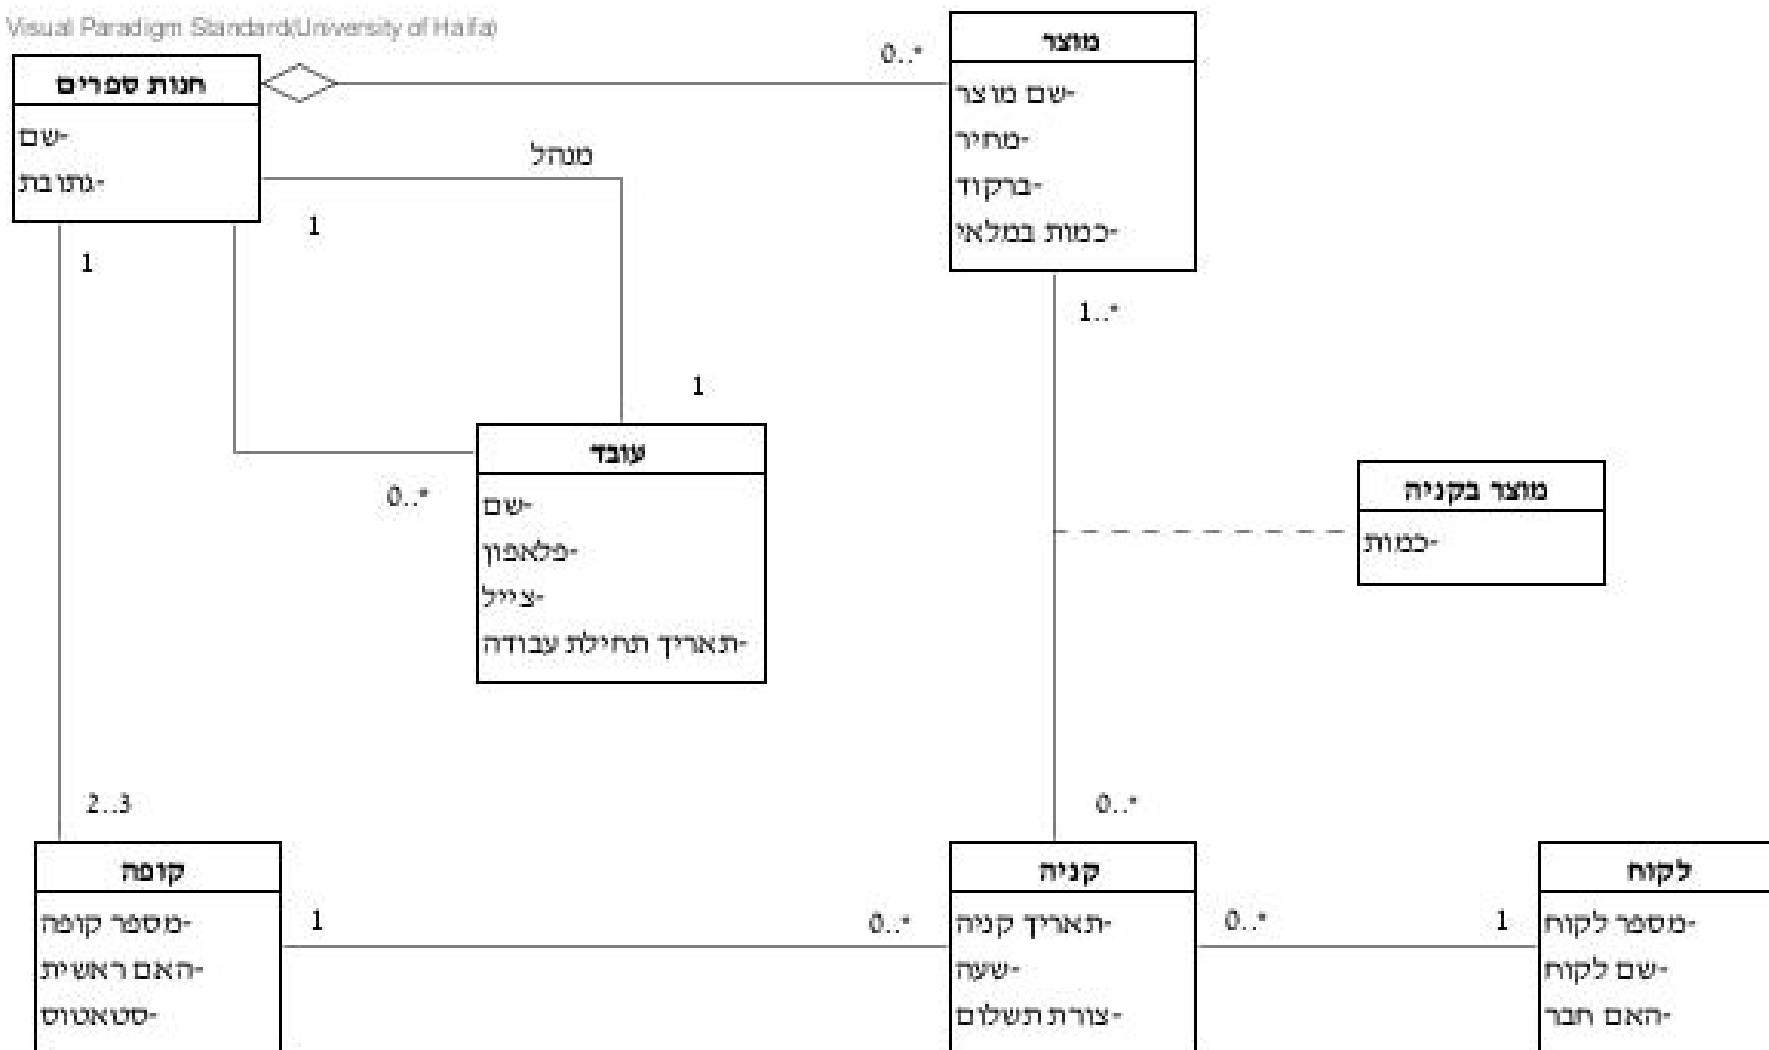 Visual Paradigm Standard(University of Haifa)
חנות ספרים
-שם
-כתובת
1
1
מנהל
0..*
מוצר
-שם מוצר
-מחיר
-ברקוד
-כמות במלאי
1..*
1
0..*
עובד
-שם
-פלאפון
-צייל
-תאריך תחילת עבודה
מוצר בקניה
-כמות
2..3
0..*
קופה
-מספר קופה
-האם ראשית
-סטאטוס
1
0..*
קניה
-תאריך קניה
-שעה
-צורת תשלום
0..*
1
לקוח
-מספר לקוח
-שם לקוח
-האם חבר